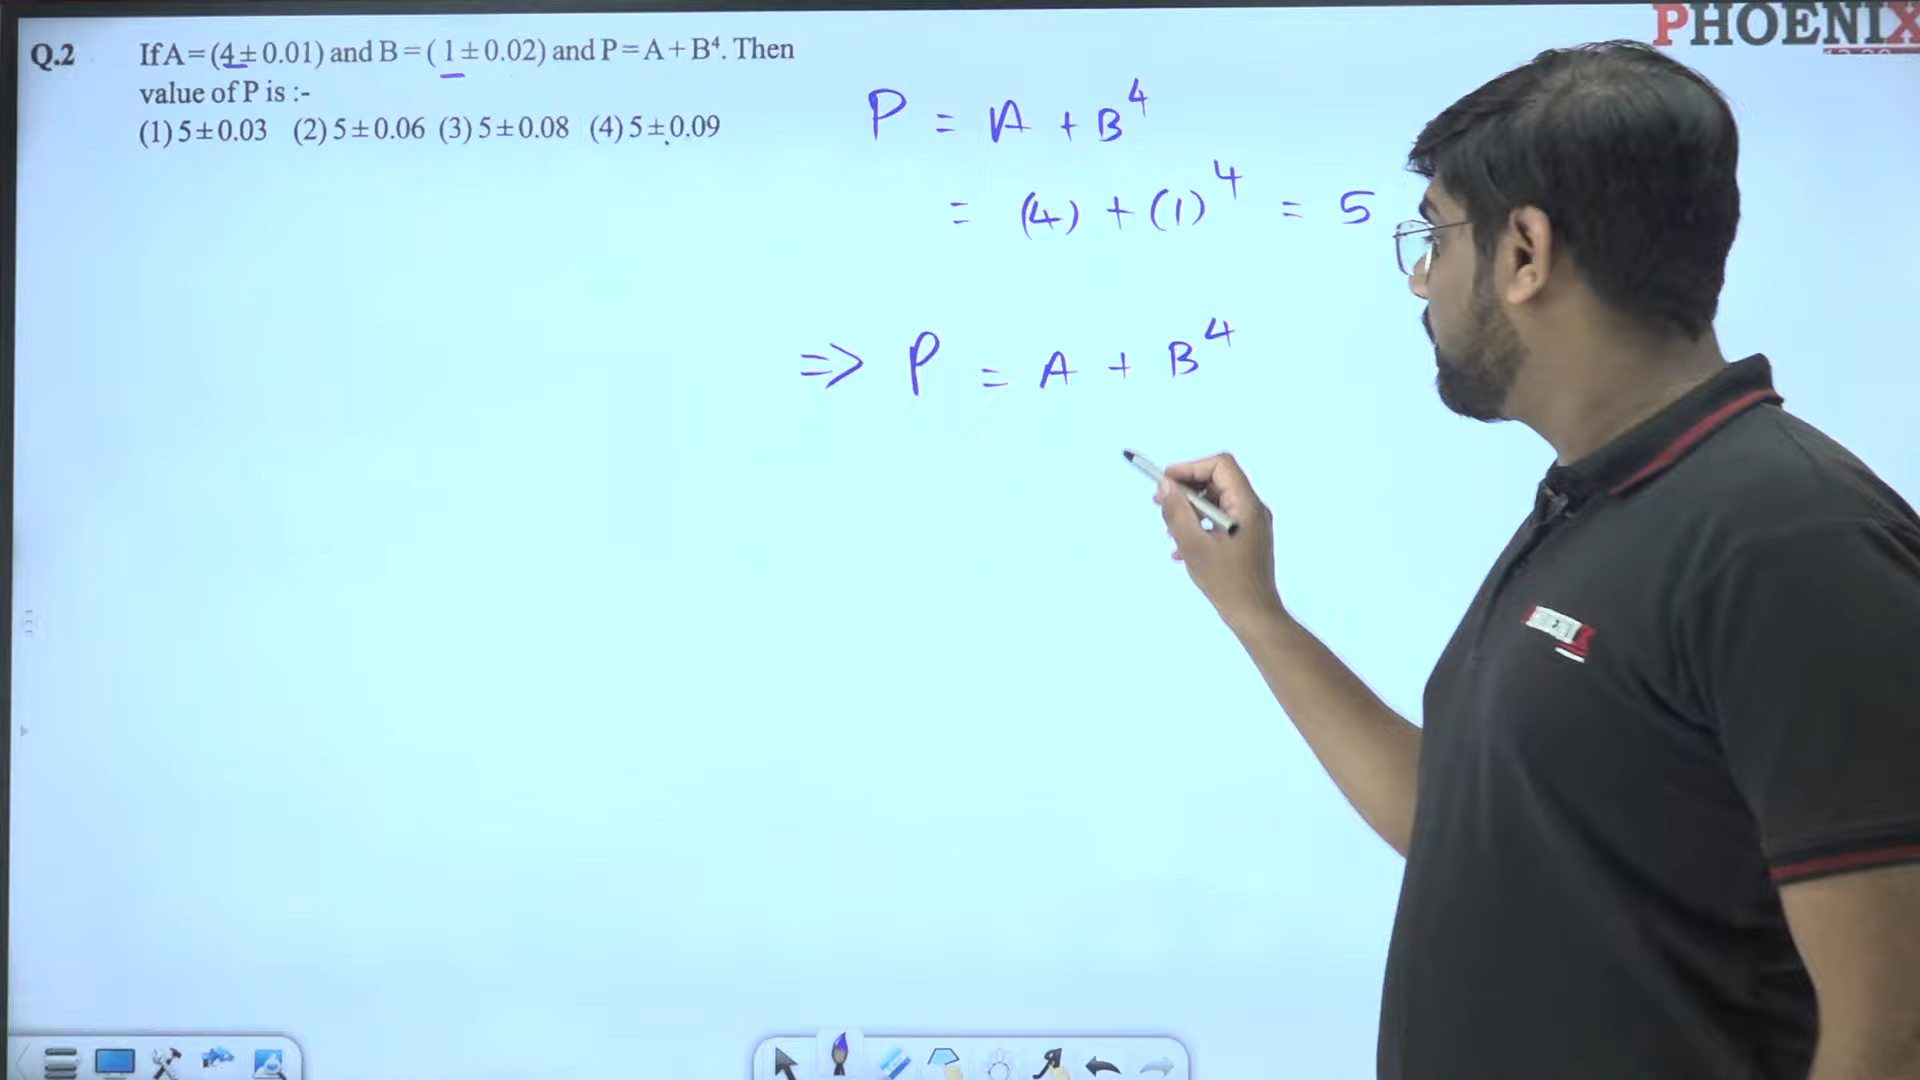 PHOENIX
Q.2 If A = (4 ± 0.01) and B = ( 1 ± 0.02) and P = A + B⁴. Then
value of P is :-
(1) 5 ± 0.03 (2) 5 ± 0.06 (3) 5 ± 0.08 (4) 5 ± 0.09
P = A + B⁴
= (4) + (1)⁴ = 5
⇒ P = A + B⁴